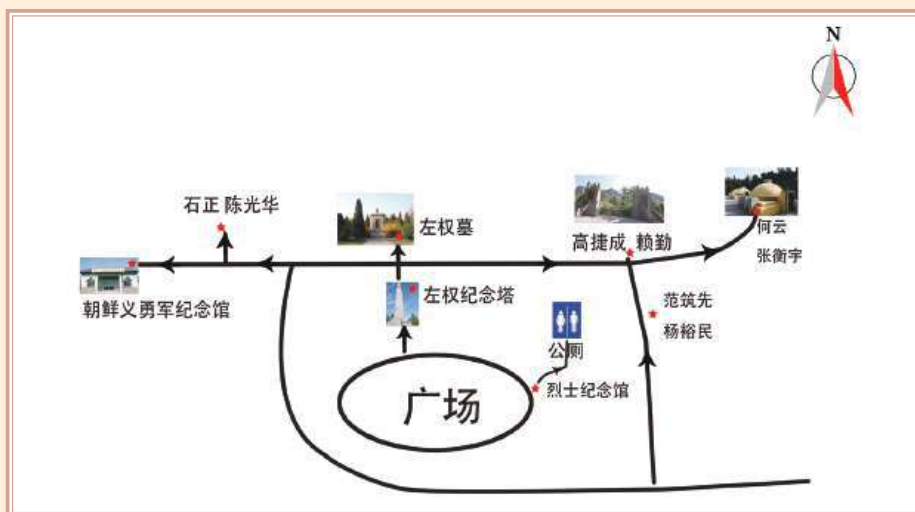 N
石正 陈光华
左权墓
高捷成 赖勤
何云
张衡宇
朝鲜义勇军纪念馆
左权纪念塔
范筑先
杨裕民
公厕
烈士纪念馆
广场